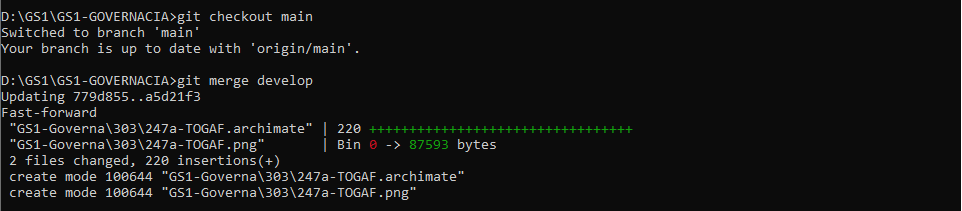 D:\GS1\GS1-GOVERNACIA>git checkout main
Switched to branch 'main'
Your branch is up to date with 'origin/main'.
D:\GS1\GS1-GOVERNACIA>git merge develop
Updating 779d855..a5d21f3
Fast-forward
"GS1-Governa\303\247a-TOGAF.archimate" | 220 +++++++++++++++++++++++++++++++++
"GS1-Governa\303\247a-TOGAF.png" | Bin 0 -> 87593 bytes
2 files changed, 220 insertions(+)
create mode 100644 "GS1-Governa\303\247a-TOGAF.archimate"
create mode 100644 "GS1-Governa\303\247a-TOGAF.png"